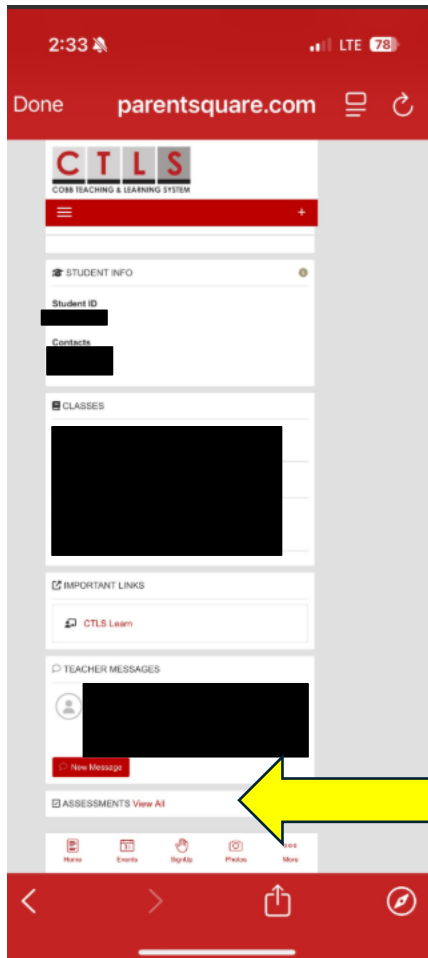 2:33 LTE 78
Done parentsquare.com
CTLS
COBB TEACHING & LEARNING SYSTEM
+
STUDENT INFO
Student ID
Contacts
CLASSES
IMPORTANT LINKS
CTLS Learn
TEACHER MESSAGES
New Message
ASSESSMENTS View All
Home Events SignUp Photos More